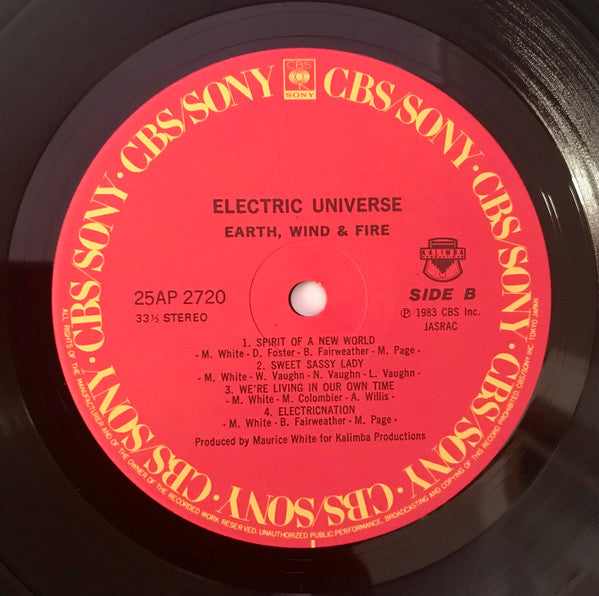 CBS/SONY · CBS/SONY · CBS/SONY · CBS/SONY · CBS/SONY · CBS/SONY · CBS/SONY · CBS/SONY
CBS
SONY
ELECTRIC UNIVERSE
EARTH, WIND & FIRE
KALIMBA
25AP 2720
33⅓ STEREO
SIDE B
Ⓟ 1983 CBS Inc.
JASRAC
1. SPIRIT OF A NEW WORLD
- M. White - D. Foster - B. Fairweather - M. Page -
2. SWEET SASSY LADY
- M. White - W. Vaughn - N. Vaughn - L. Vaughn -
3. WE'RE LIVING IN OUR OWN TIME
- M. White - M. Colombier - A. Willis -
4. ELECTRICNATION
- M. White - B. Fairweather - M. Page -
Produced by Maurice White for Kalimba Productions
ALL RIGHTS OF THE MANUFACTURER AND OF THE OWNER OF THE RECORDED WORK RESERVED. UNAUTHORIZED PUBLIC PERFORMANCE, BROADCASTING AND COPYING OF THIS RECORD PROHIBITED. CBS/SONY INC. TOKYO JAPAN.